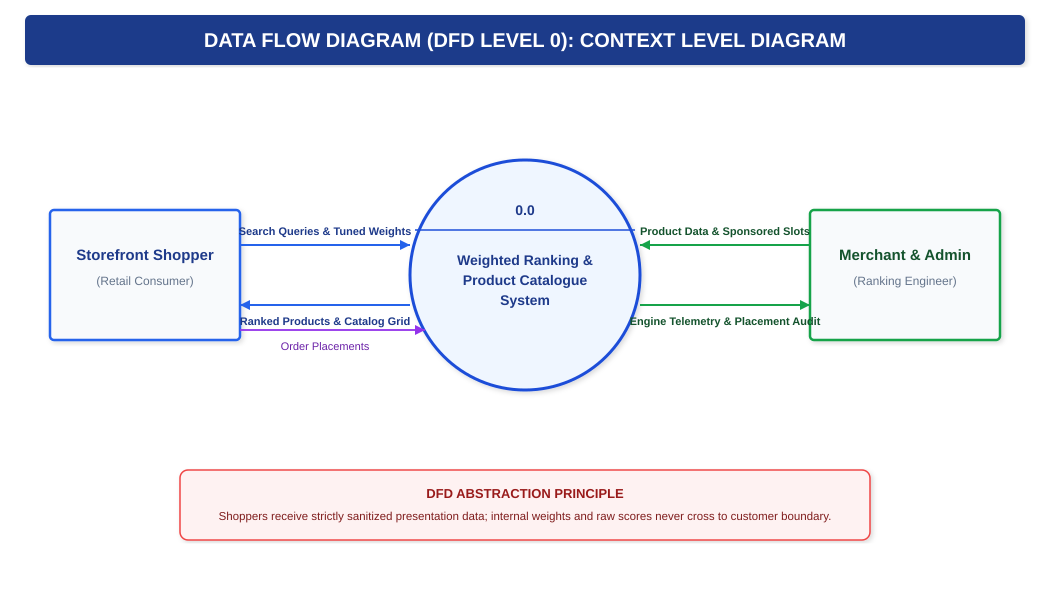 DATA FLOW DIAGRAM (DFD LEVEL 0): CONTEXT LEVEL DIAGRAM
Storefront Shopper
(Retail Consumer)
Search Queries & Tuned Weights
Ranked Products & Catalog Grid
Order Placements
0.0
Weighted Ranking &
Product Catalogue
System
Product Data & Sponsored Slots
Engine Telemetry & Placement Audit
Merchant & Admin
(Ranking Engineer)
DFD ABSTRACTION PRINCIPLE
Shoppers receive strictly sanitized presentation data; internal weights and raw scores never cross to customer boundary.